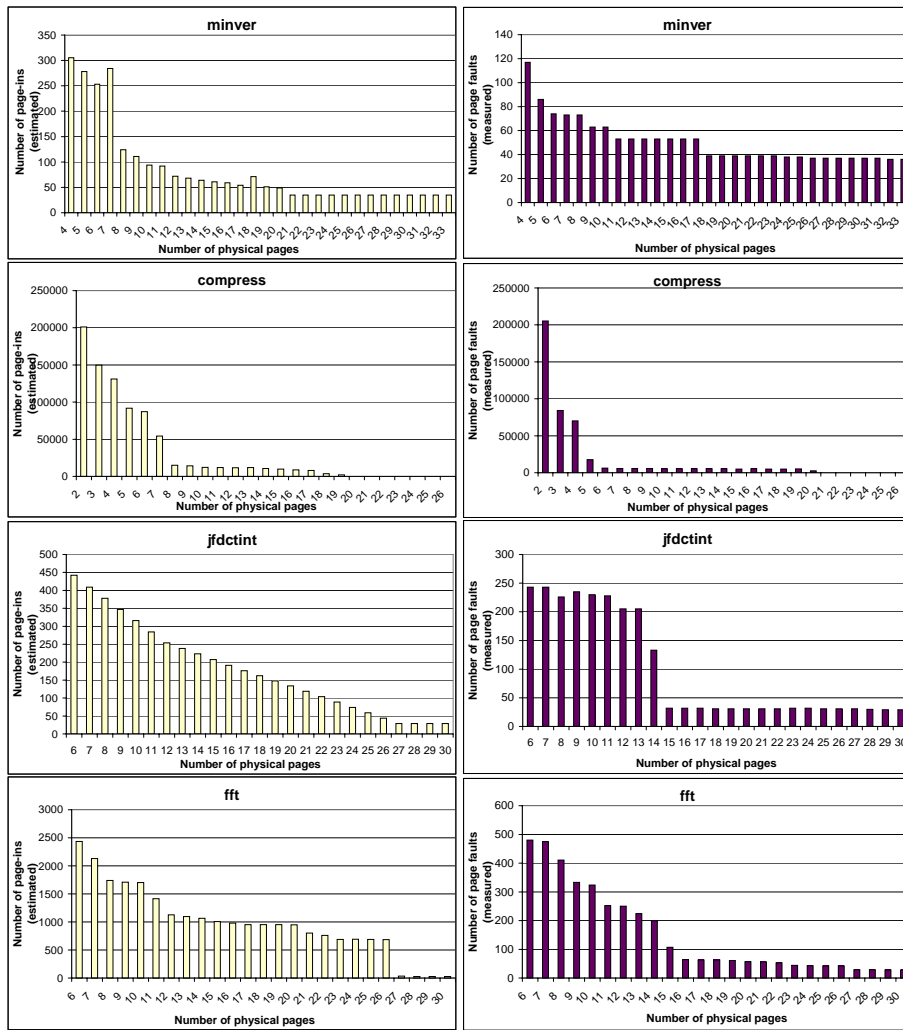 minver
Number of page-ins
(estimated)
350
300
250
200
150
100
50
0
4 5 6 7 8 9 10 11 12 13 14 15 16 17 18 19 20 21 22 23 24 25 26 27 28 29 30 31 32 33
Number of physical pages
minver
Number of page faults
(measured)
140
120
100
80
60
40
20
0
4 5 6 7 8 9 10 11 12 13 14 15 16 17 18 19 20 21 22 23 24 25 26 27 28 29 30 31 32 33
Number of physical pages
compress
Number of page-ins
(estimated)
250000
200000
150000
100000
50000
0
2 3 4 5 6 7 8 9 10 11 12 13 14 15 16 17 18 19 20 21 22 23 24 25 26
Number of physical pages
compress
Number of page faults
(measured)
250000
200000
150000
100000
50000
0
2 3 4 5 6 7 8 9 10 11 12 13 14 15 16 17 18 19 20 21 22 23 24 25 26
Number of physical pages
jfdctint
Number of page-ins
(estimated)
500
450
400
350
300
250
200
150
100
50
0
6 7 8 9 10 11 12 13 14 15 16 17 18 19 20 21 22 23 24 25 26 27 28 29 30
Number of physical pages
jfdctint
Number of page faults
(measured)
300
250
200
150
100
50
0
6 7 8 9 10 11 12 13 14 15 16 17 18 19 20 21 22 23 24 25 26 27 28 29 30
Number of physical pages
fft
Number of page-ins
(estimated)
3000
2500
2000
1500
1000
500
0
6 7 8 9 10 11 12 13 14 15 16 17 18 19 20 21 22 23 24 25 26 27 28 29 30
Number of physical pages
fft
Number of page faults
(measured)
600
500
400
300
200
100
0
6 7 8 9 10 11 12 13 14 15 16 17 18 19 20 21 22 23 24 25 26 27 28 29 30
Number of physical pages